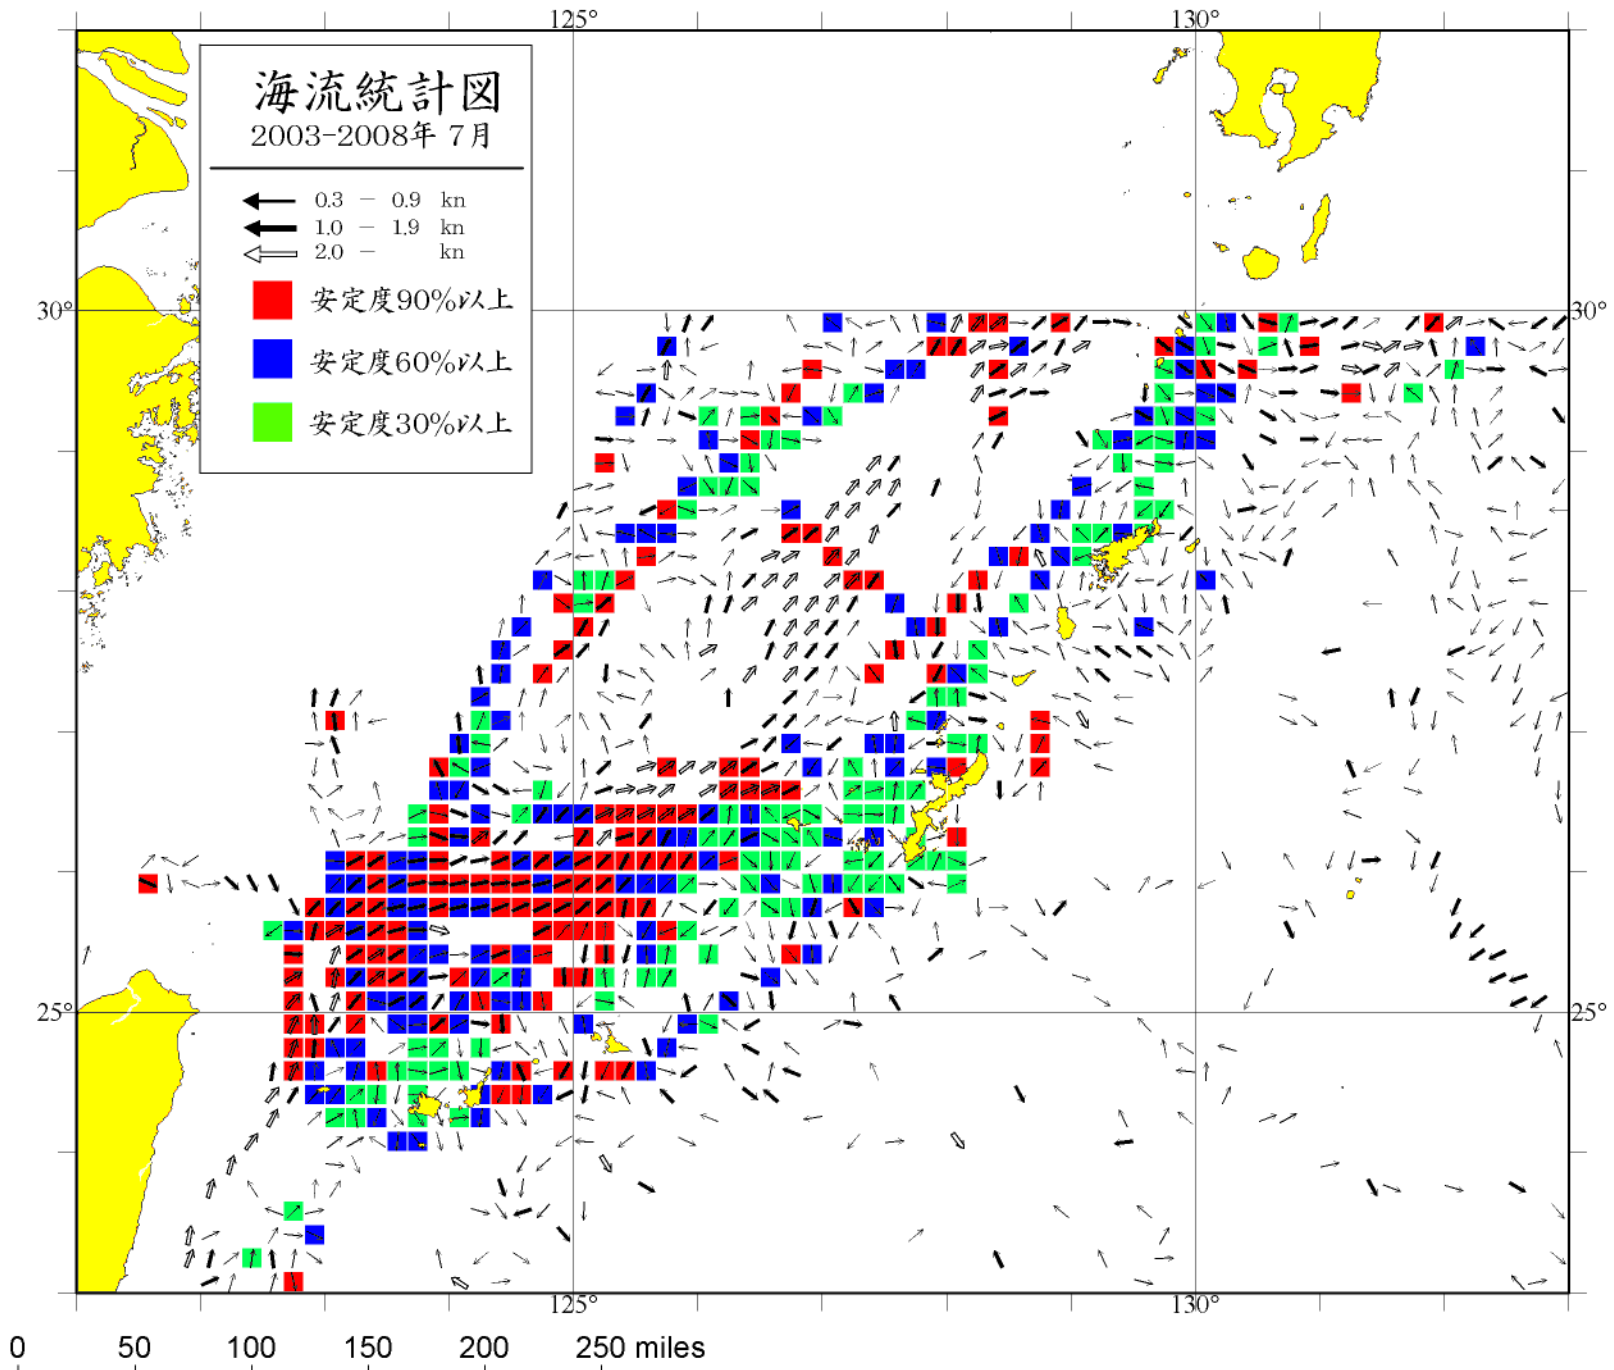 125° 130°
海流統計図
2003-2008年 7月
0.3 - 0.9 kn
1.0 - 1.9 kn
2.0 - kn
安定度90%以上
安定度60%以上
安定度30%以上
30° 30°
25° 25°
125° 130°
0 50 100 150 200 250 miles